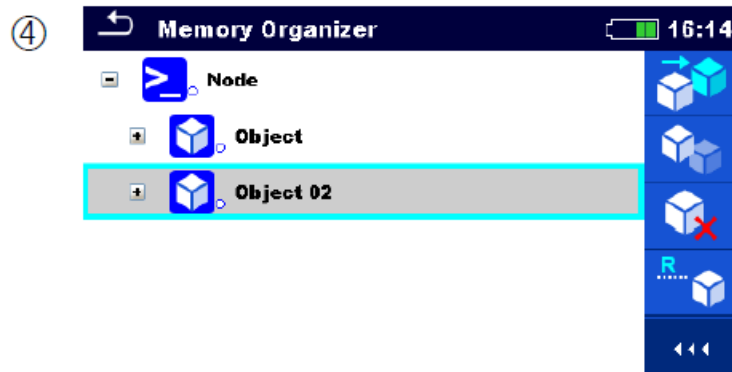 ④
Memory Organizer 16:14
Node
Object
Object 02
R